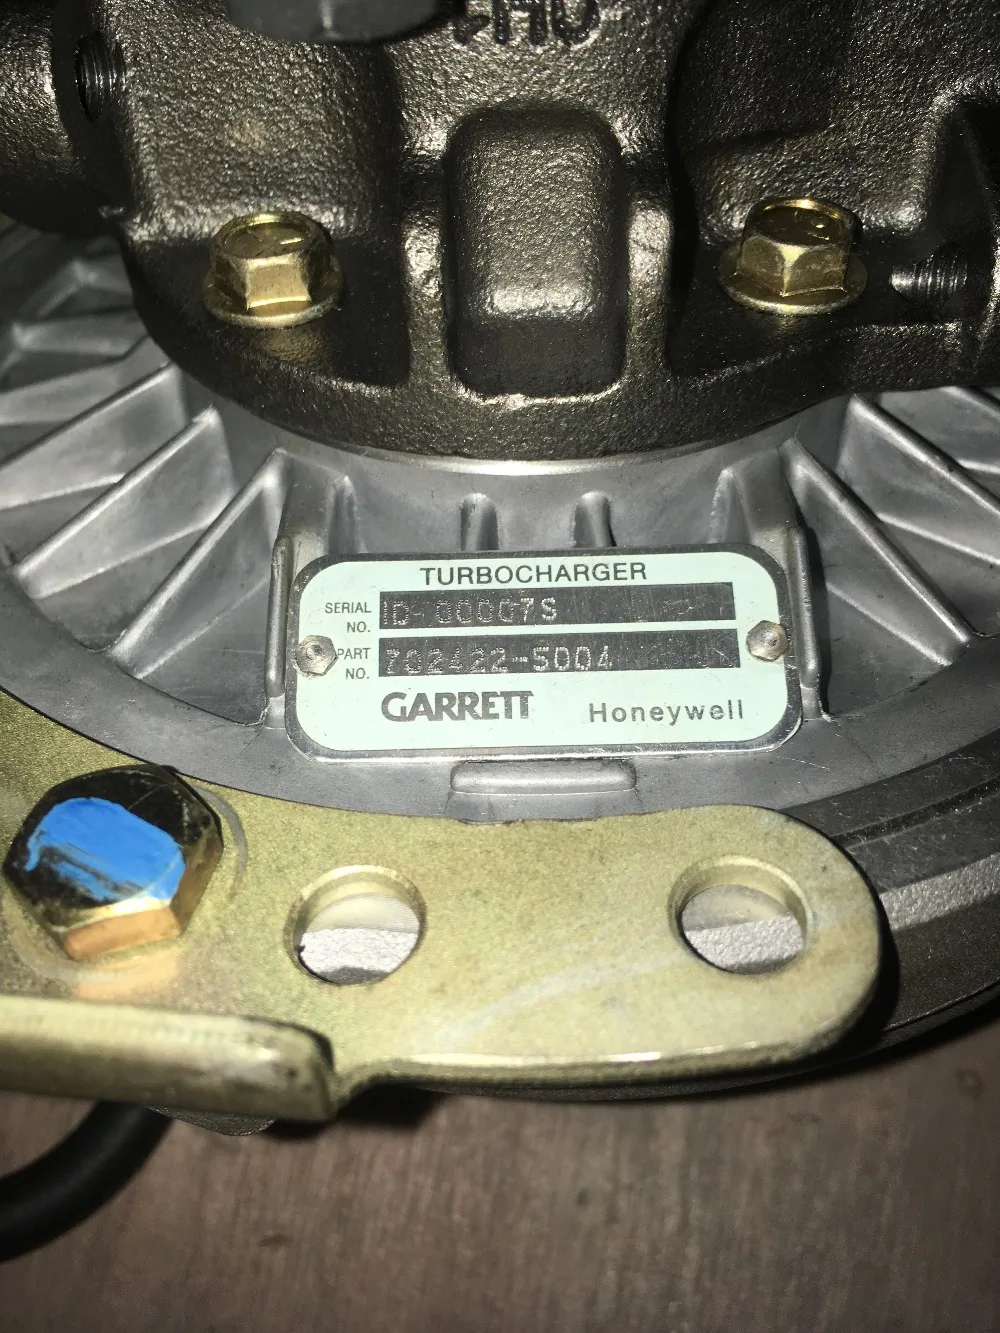 TURBOCHARGER
SERIAL
NO.
ID-00007S
PART
NO.
702422-5004
GARRETT Honeywell